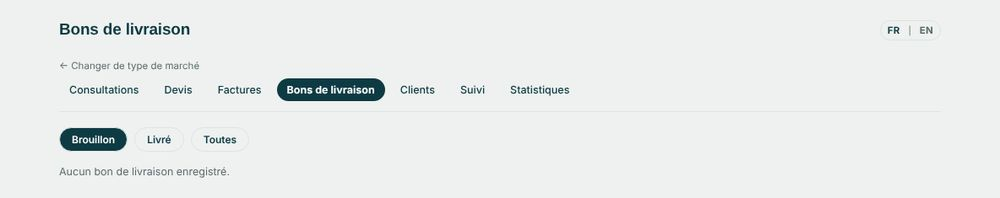 Bons de livraison
FR | EN
← Changer de type de marché
Consultations Devis Factures Bons de livraison Clients Suivi Statistiques
Brouillon Livré Toutes
Aucun bon de livraison enregistré.